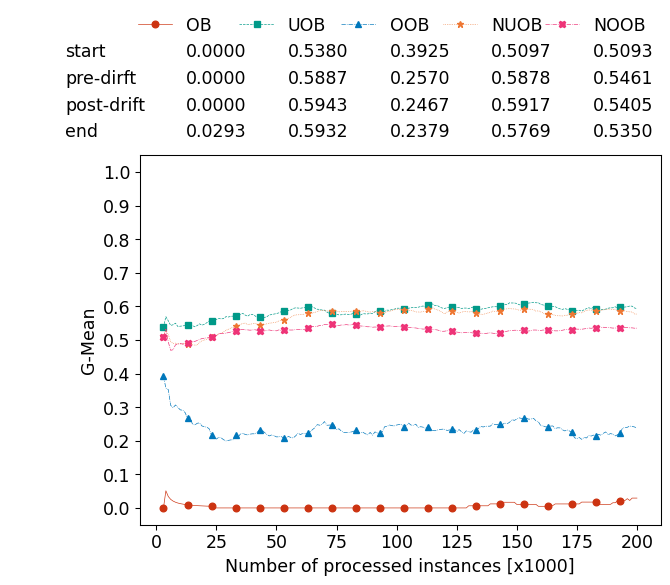 OB UOB OOB NUOB NOOB
start 0.0000 0.5380 0.3925 0.5097 0.5093
pre-dirft 0.0000 0.5887 0.2570 0.5878 0.5461
post-drift 0.0000 0.5943 0.2467 0.5917 0.5405
end 0.0293 0.5932 0.2379 0.5769 0.5350
1.0
0.9
0.8
0.7
0.6
0.5
0.4
0.3
0.2
0.1
0.0
G-Mean
0 25 50 75 100 125 150 175 200
Number of processed instances [x1000]